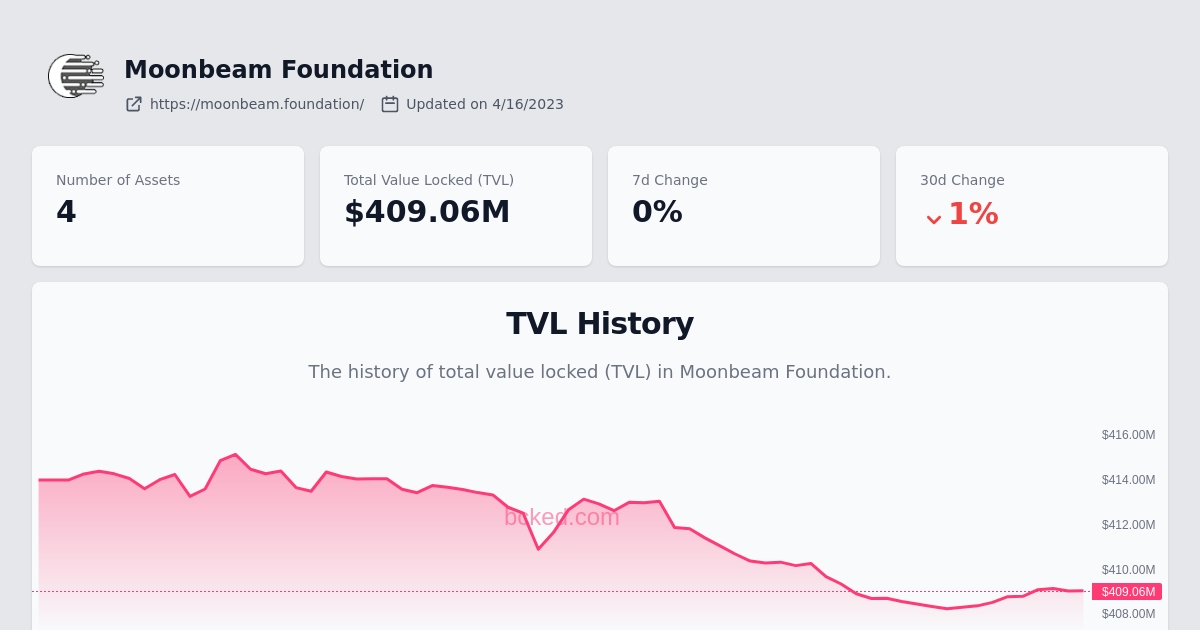 Moonbeam Foundation
https://moonbeam.foundation/ Updated on 4/16/2023
Number of Assets
4
Total Value Locked (TVL)
$409.06M
7d Change
0%
30d Change
1%
TVL History
The history of total value locked (TVL) in Moonbeam Foundation.
$416.00M
$414.00M
bcked.com
$412.00M
$410.00M
$409.06M
$408.00M